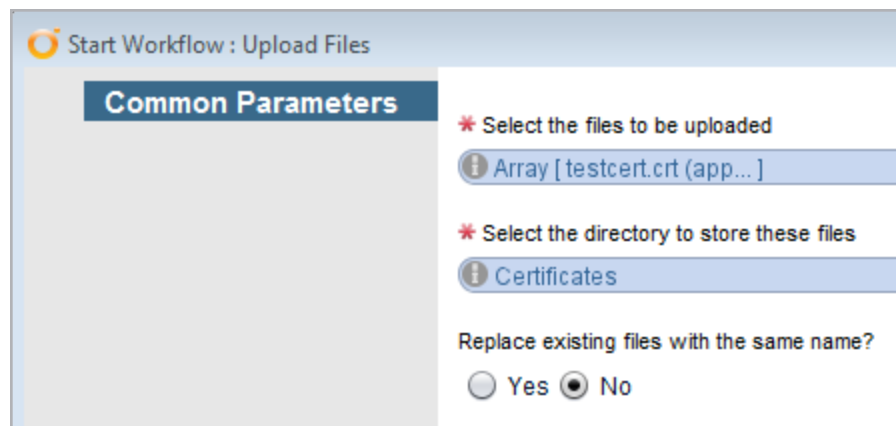 Start Workflow : Upload Files
Common Parameters
* Select the files to be uploaded
Array [ testcert.crt (app... ]
* Select the directory to store these files
Certificates
Replace existing files with the same name?
Yes No